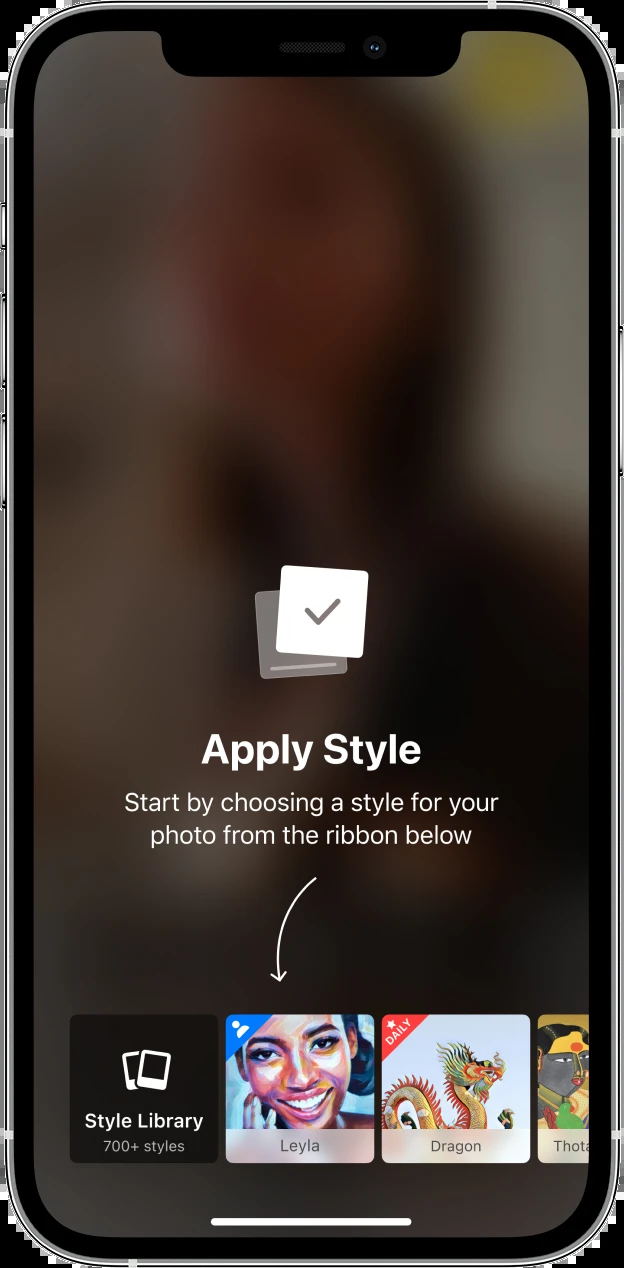 Apply Style
Start by choosing a style for your
photo from the ribbon below
Style Library
700+ styles
Leyla
DAILY
Dragon
Thota